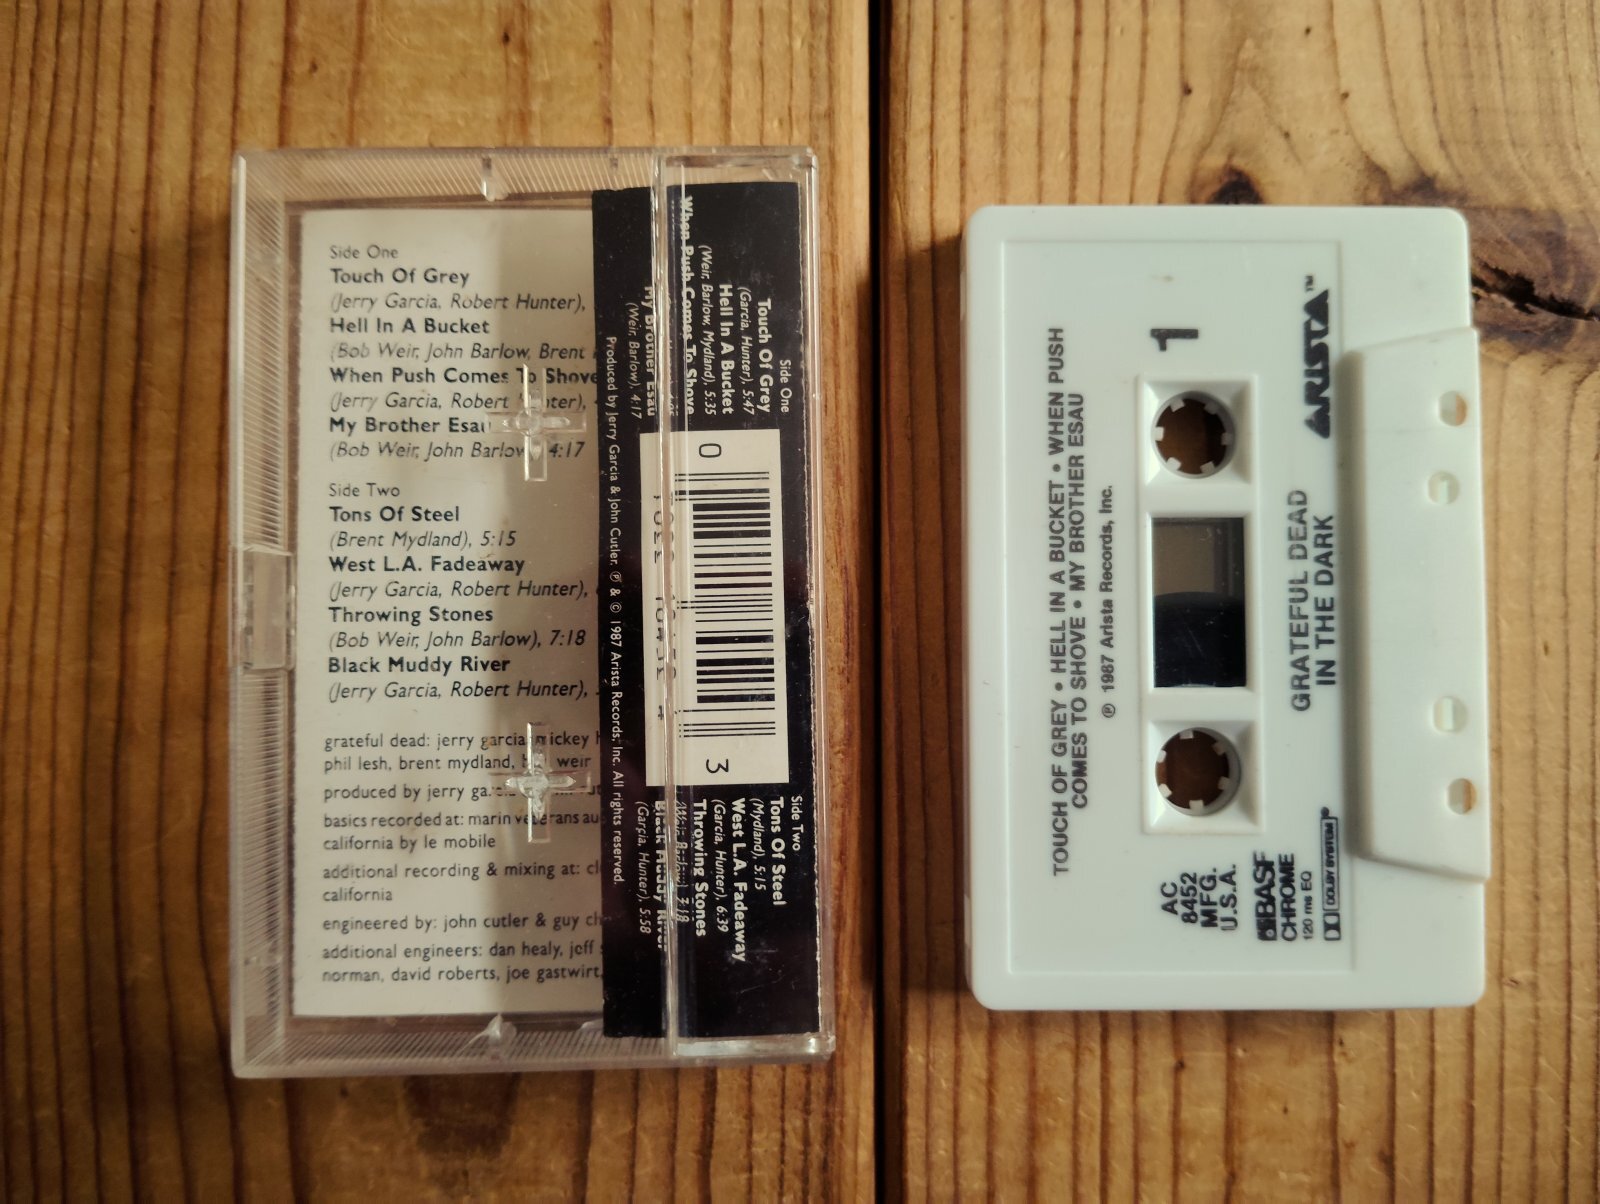 Side One
Touch Of Grey
(Jerry Garcia, Robert Hunter),
Hell In A Bucket
(Bob Weir, John Barlow, Brent
When Push Comes To Shove
(Jerry Garcia, Robert Hunter),
My Brother Esau
(Bob Weir, John Barlow), 4:17
Side Two
Tons Of Steel
(Brent Mydland), 5:15
West L.A. Fadeaway
(Jerry Garcia, Robert Hunter),
Throwing Stones
(Bob Weir, John Barlow), 7:18
Black Muddy River
(Jerry Garcia, Robert Hunter),
grateful dead: jerry garcia, mickey
phil lesh, brent mydland, weir
produced by jerry
basics recorded at: marin veterans
california by le mobile
additional recording & mixing at:
california
engineered by: john cutler & guy
additional engineers: dan healy, jeff
norman, david roberts, joe gastwirt,
Side One
Touch Of Grey
(Garcia, Hunter), 5:47
Hell In A Bucket
(Weir, Barlow, Mydland), 5:35
When Push Comes To Shove
My Brother Esau
(Weir, Barlow), 4:17
0
3
Side Two
Tons Of Steel
(Mydland), 5:15
West L.A. Fadeaway
(Garcia, Hunter), 6:39
Throwing Stones
7:18
Black Muddy River
(Garcia, Hunter), 5:58
Produced by Jerry Garcia & John Cutler. ℗ & © 1987 Arista Records, Inc. All rights reserved.
TOUCH OF GREY • HELL IN A BUCKET • WHEN PUSH
COMES TO SHOVE • MY BROTHER ESAU
℗ 1987 Arista Records, Inc.
1
AC
8452
MFG.
U.S.A.
BASF
CHROME
120 ms EQ
DOLBY SYSTEM
GRATEFUL DEAD
IN THE DARK
ARISTA™